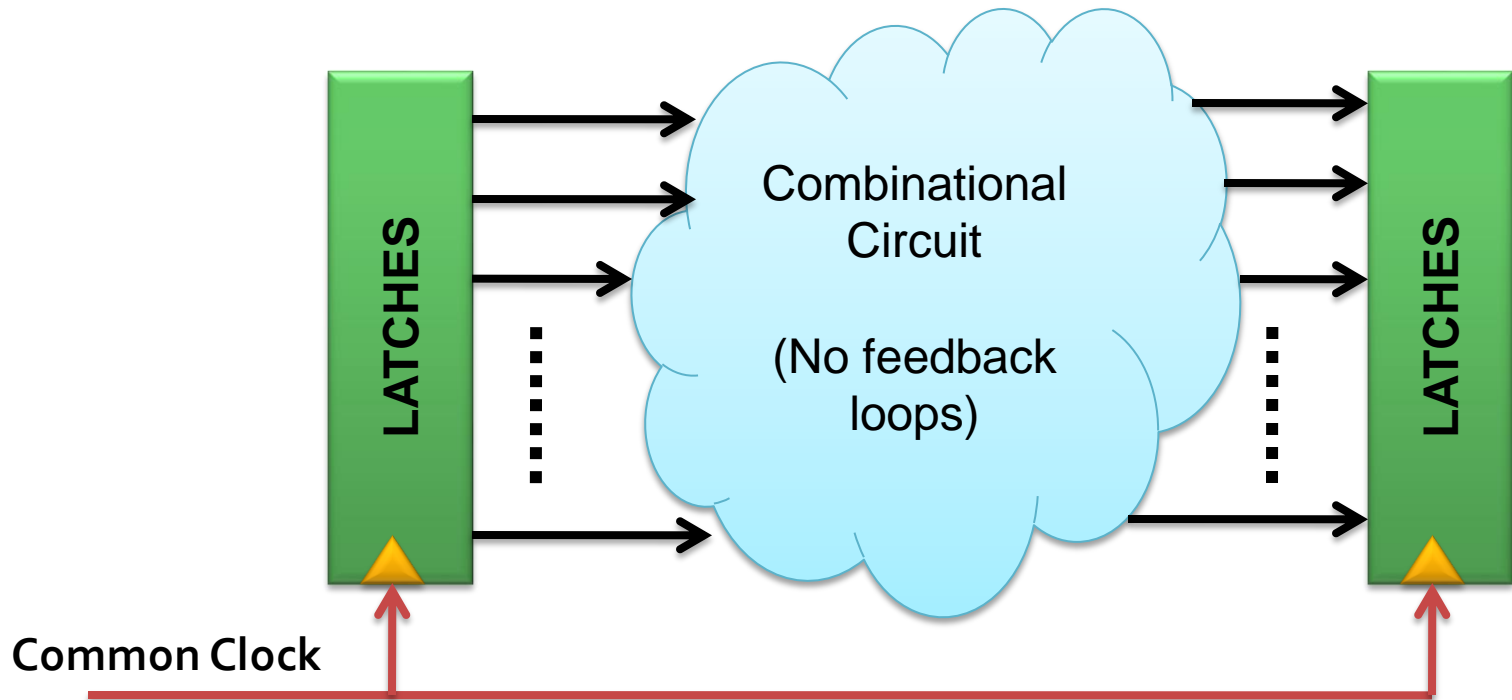 LATCHES
Combinational
Circuit
(No feedback
loops)
LATCHES
Common Clock